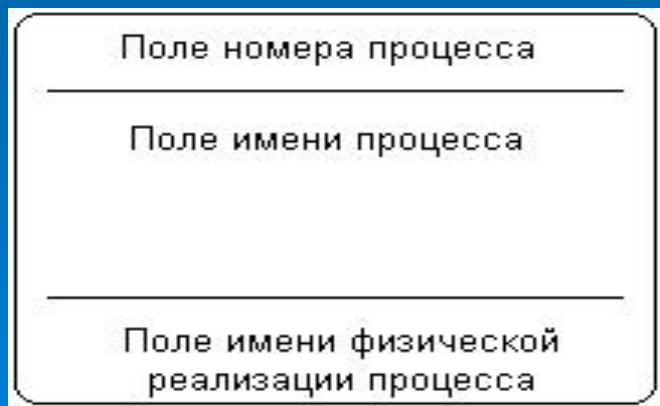 Поле номера процесса
Поле имени процесса
Поле имени физической
реализации процесса